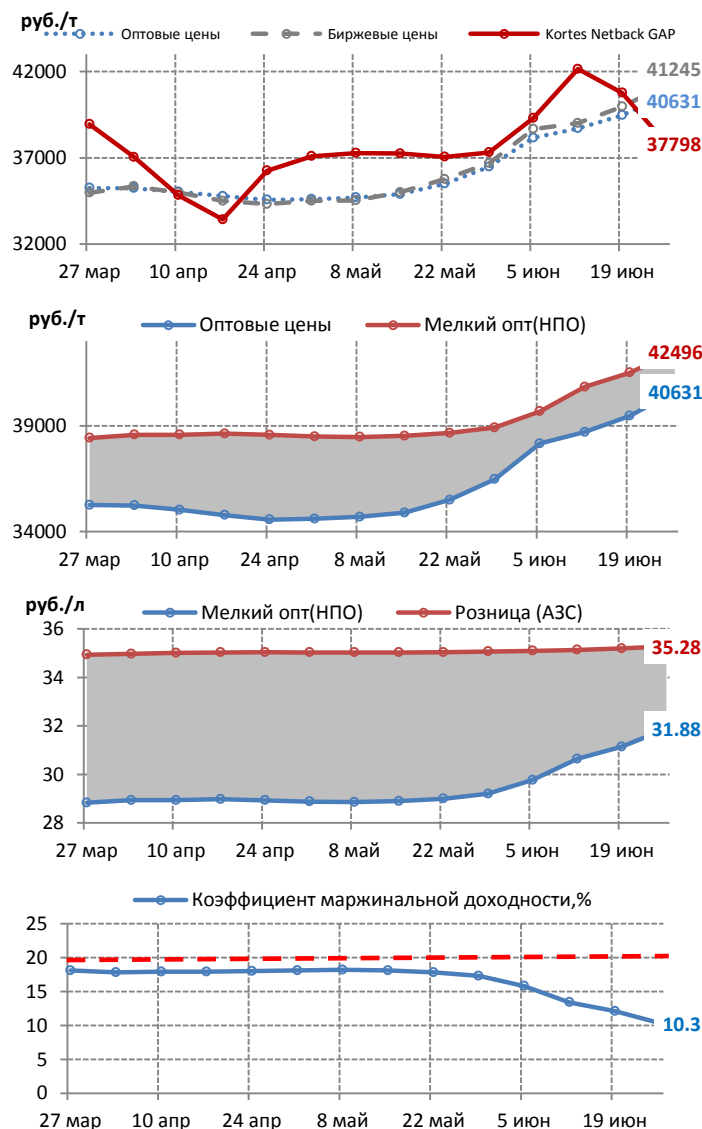 руб./т
Оптовые цены Биржевые цены Kortes Netback GAP
42000
41245
40631
37000
37798
32000
27 мар 10 апр 24 апр 8 май 22 май 5 июн 19 июн
руб./т
Оптовые цены Мелкий опт(НПО)
42496
40631
39000
34000
27 мар 10 апр 24 апр 8 май 22 май 5 июн 19 июн
руб./л
Мелкий опт(НПО) Розница (АЗС)
36
35.28
34
32
31.88
30
28
27 мар 10 апр 24 апр 8 май 22 май 5 июн 19 июн
Коэффициент маржинальной доходности,%
25
20
15
10
10.3
5
0
27 мар 10 апр 24 апр 8 май 22 май 5 июн 19 июн